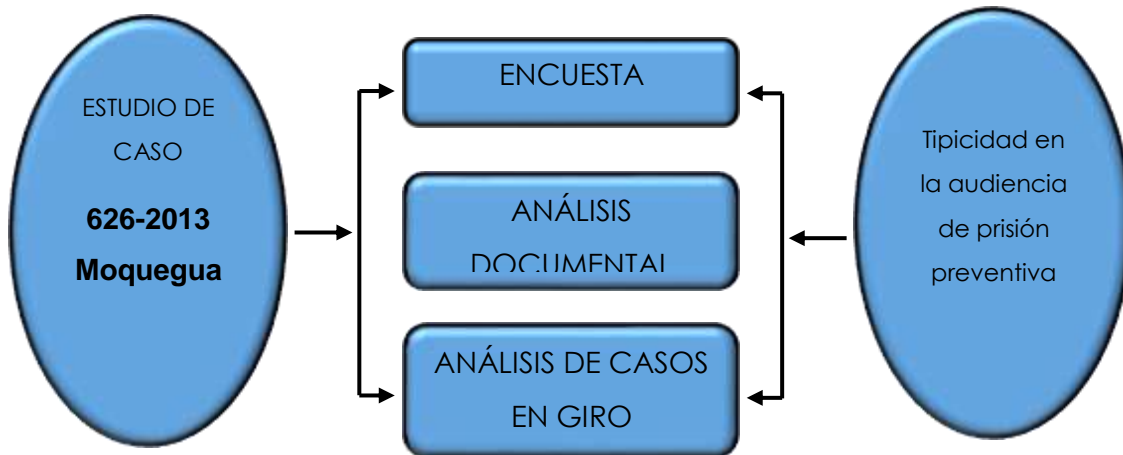 ESTUDIO DE
CASO
626-2013
Moquegua
ENCUESTA
ANÁLISIS
DOCUMENTAL
ANÁLISIS DE CASOS
EN GIRO
Tipicidad en
la audiencia
de prisión
preventiva